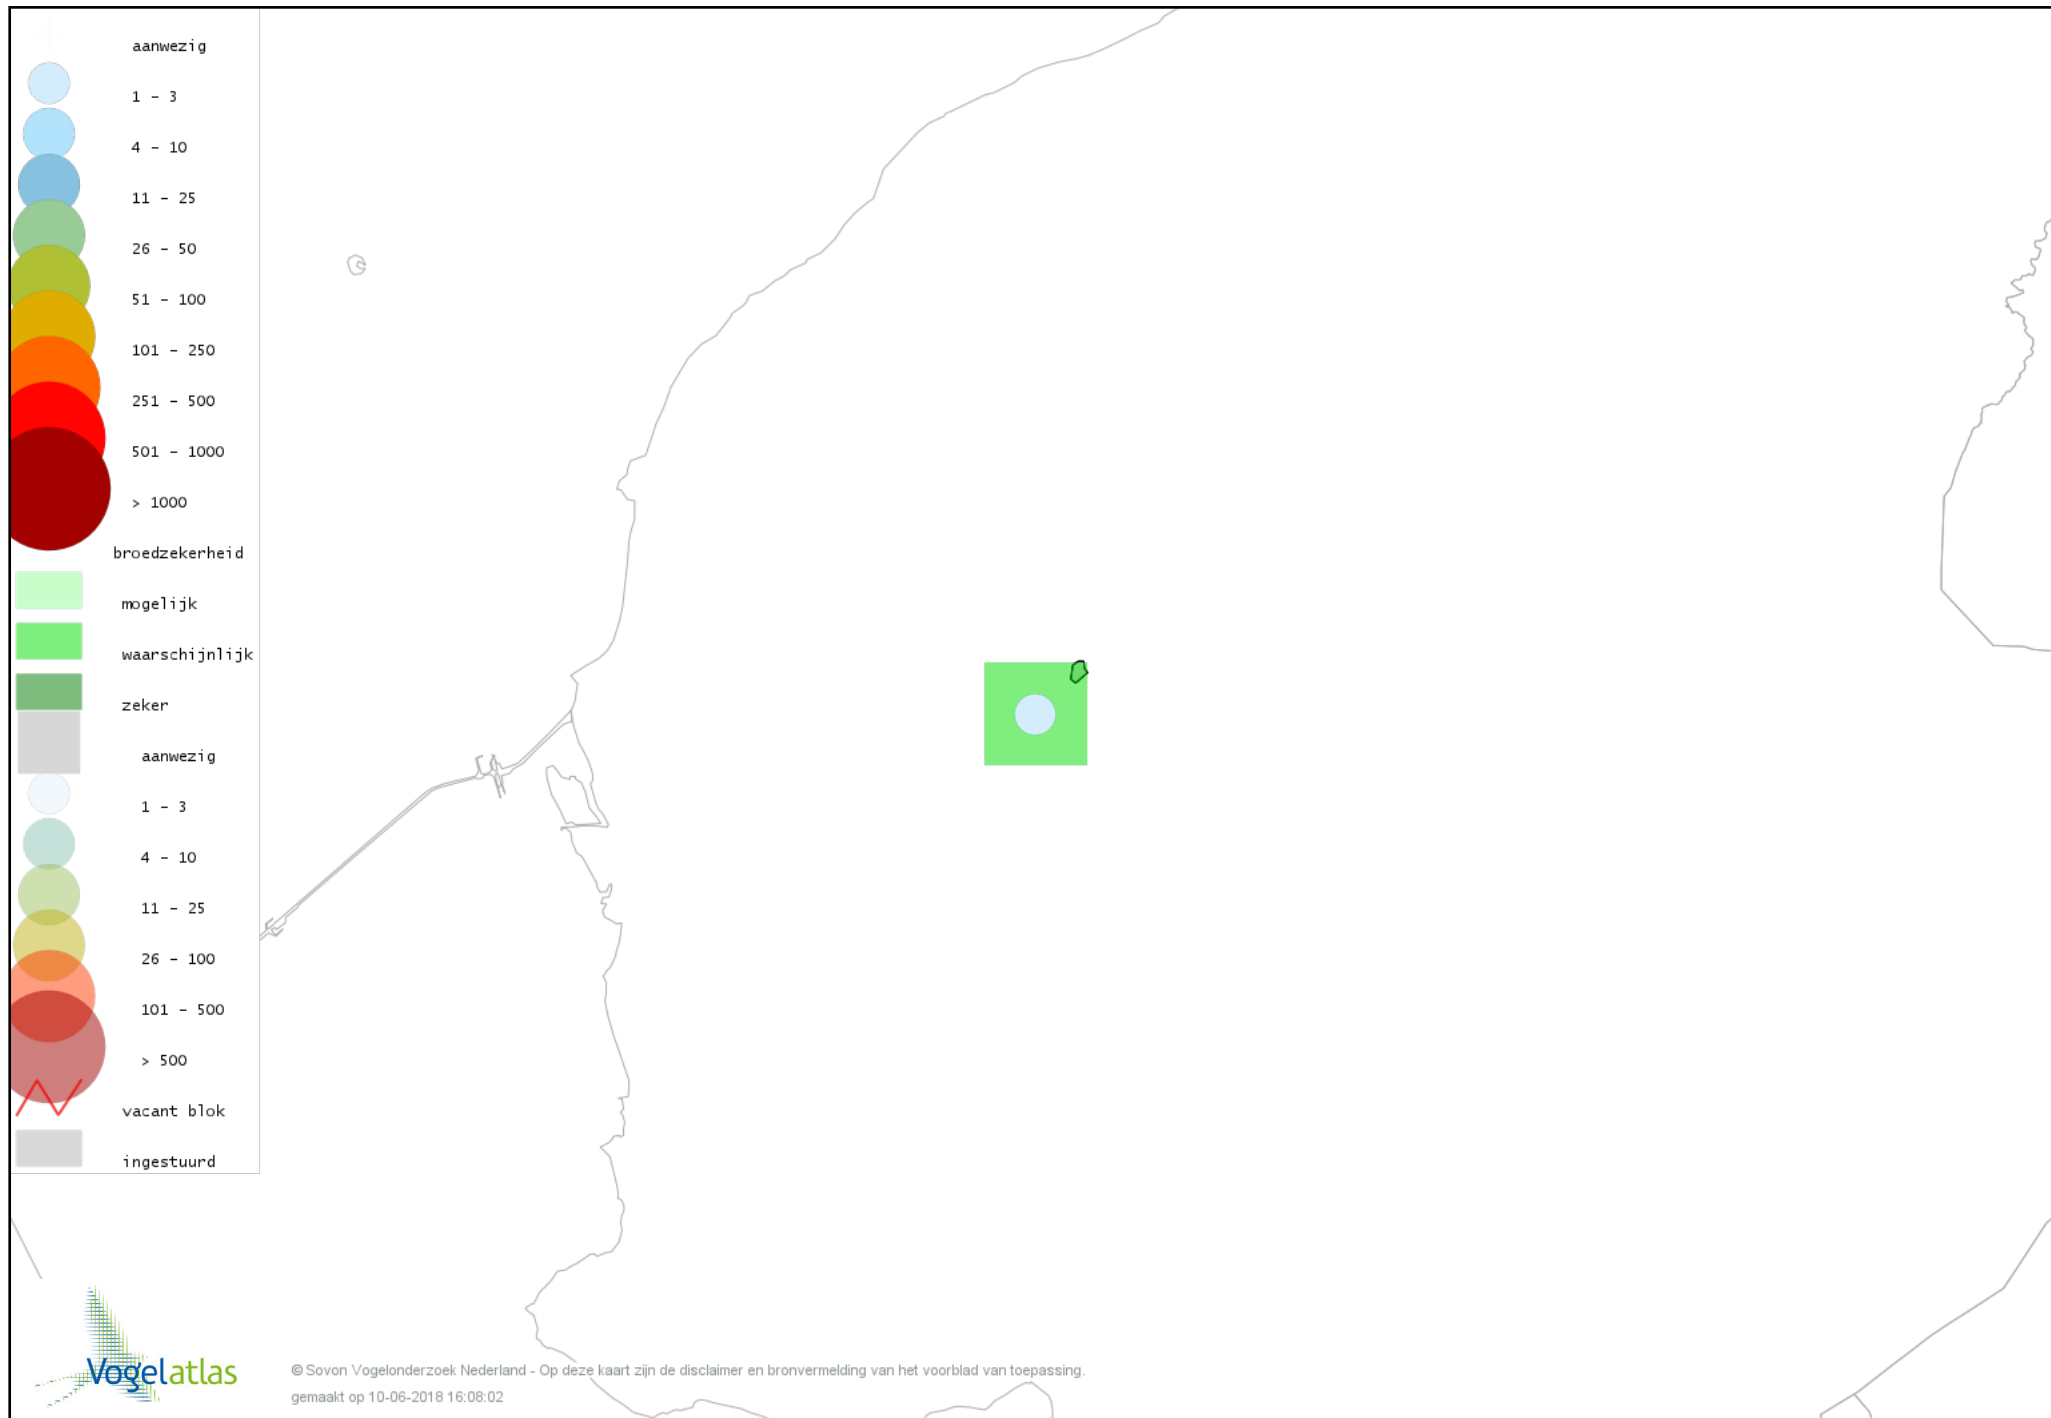 aanwezig
1 - 3
4 - 10
11 - 25
26 - 50
51 - 100
101 - 250
251 - 500
501 - 1000
> 1000
broedzekerheid
mogelijk
waarschijnlijk
zeker
aanwezig
1 - 3
4 - 10
11 - 25
26 - 100
101 - 500
> 500
vacant blok
ingestuurd
Vogelatlas
© Sovon Vogelonderzoek Nederland - Op deze kaart zijn de disclaimer en bronvermelding van het voorblad van toepassing.
gemaakt op 10-06-2018 16:08:02